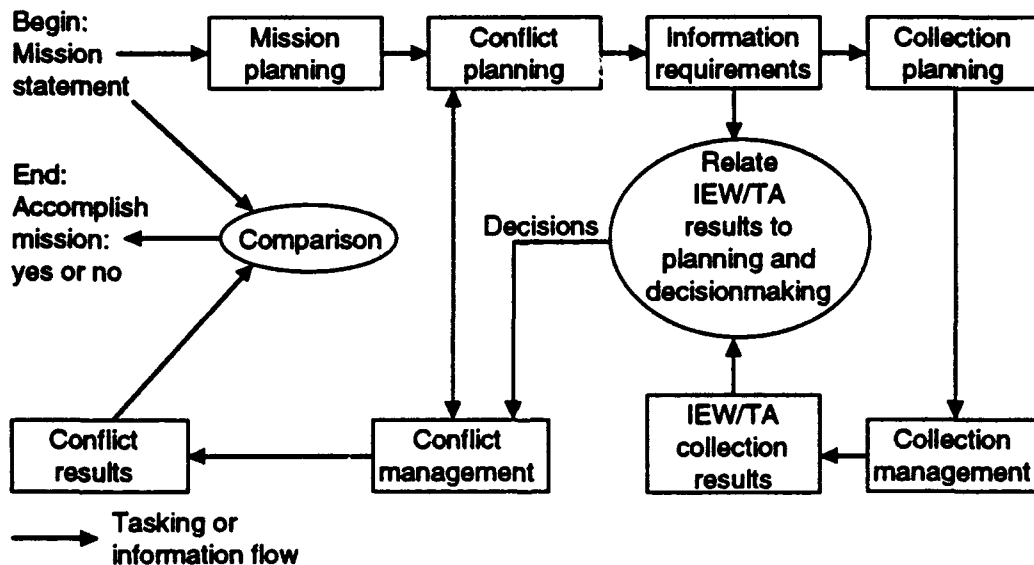 Begin:
Mission
statement
Mission
planning
Conflict
planning
Information
requirements
Collection
planning
End:
Accomplish
mission:
yes or no
Comparison
Decisions
Relate
IEW/TA
results to
planning and
decisionmaking
Conflict
results
Conflict
management
IEW/TA
collection
results
Collection
management
Tasking or
information flow